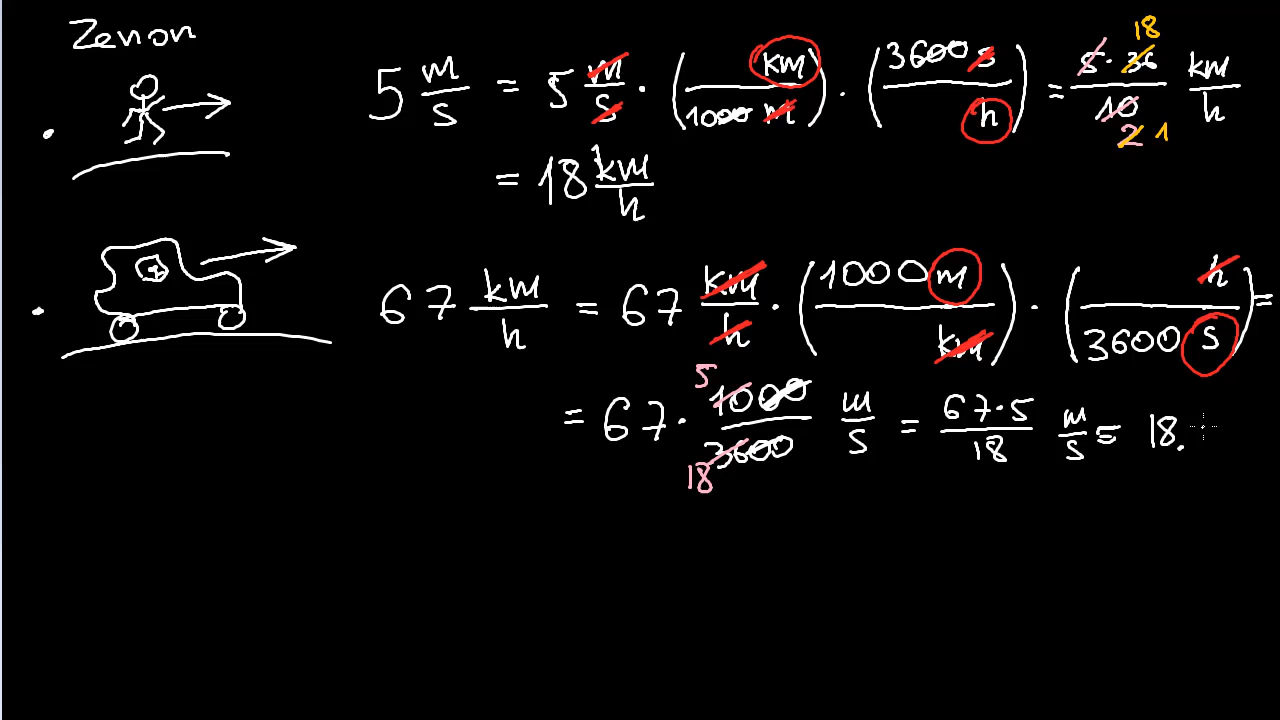 Zenon
5 m/s = 5 m/s · (km/1000 m) · (3600 s/h) = 5 · 36/10 km/h
18
2 1
= 18 km/h
67 km/h = 67 km/h · (1000 m/km) · (h/3600 s) =
= 67 · 1000/3600 m/s = 67 · 5/18 m/s = 18.
5
18